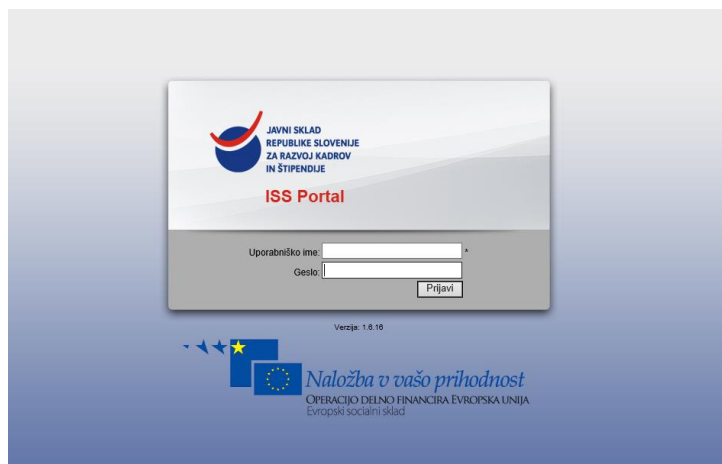 JAVNI SKLAD
REPUBLIKE SLOVENIJE
ZA RAZVOJ KADROV
IN ŠTIPENDIJE
ISS Portal
Uporabniško ime: *
Geslo:
Prijavi
Verzija: 1.6.16
Naložba v vašo prihodnost
OPERACIJO DELNO FINANCIRA EVROPSKA UNIJA
Evropski socialni sklad